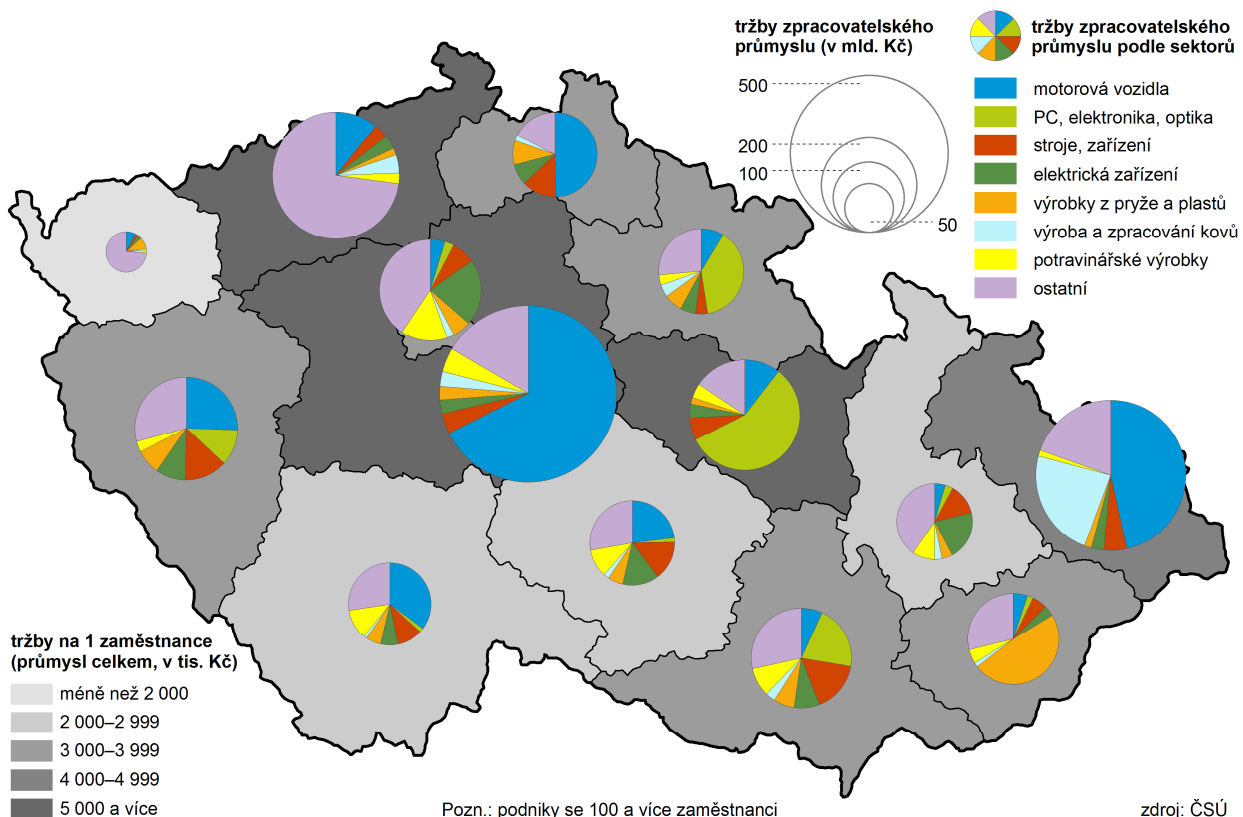 tržby zpracovatelského
průmyslu (v mld. Kč)
500
200
100
50
tržby zpracovatelského
průmyslu podle sektorů
motorová vozidla
PC, elektronika, optika
stroje, zařízení
elektrická zařízení
výrobky z pryže a plastů
výroba a zpracování kovů
potravinářské výrobky
ostatní
tržby na 1 zaměstnance
(průmysl celkem, v tis. Kč)
méně než 2 000
2 000–2 999
3 000–3 999
4 000–4 999
5 000 a více
Pozn.: podniky se 100 a více zaměstnanci
zdroj: ČSÚ